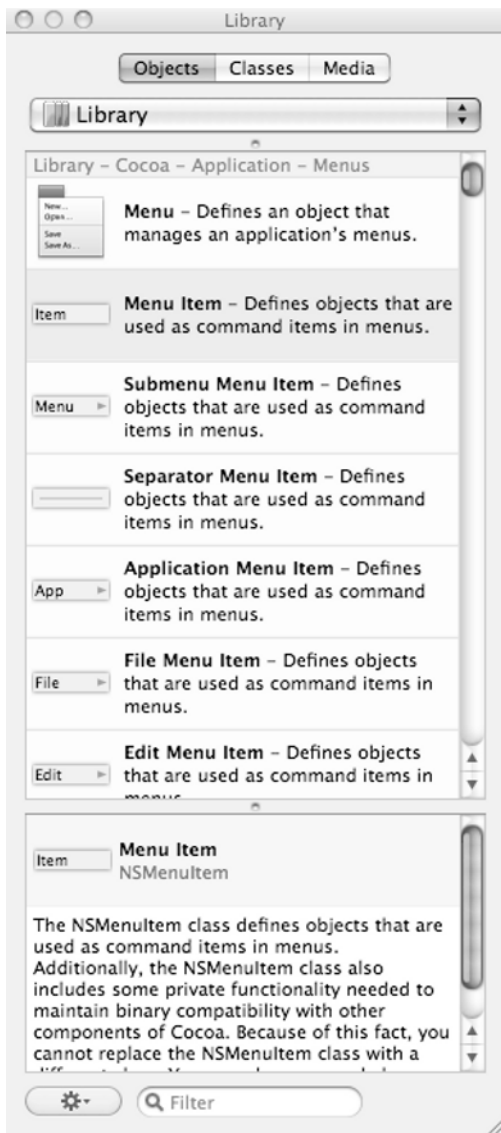 Library
Objects Classes Media
Library
Library – Cocoa – Application – Menus
New...
Open...
Save
Save As...
Menu – Defines an object that
manages an application's menus.
Item
Menu Item – Defines objects that are
used as command items in menus.
Menu
Submenu Menu Item – Defines
objects that are used as command
items in menus.
Separator Menu Item – Defines
objects that are used as command
items in menus.
App
Application Menu Item – Defines
objects that are used as command
items in menus.
File
File Menu Item – Defines objects
that are used as command items in
menus.
Edit
Edit Menu Item – Defines objects
that are used as command items in
Item
Menu Item
NSMenuItem
The NSMenuItem class defines objects that are
used as command items in menus.
Additionally, the NSMenuItem class also
includes some private functionality needed to
maintain binary compatibility with other
components of Cocoa. Because of this fact, you
cannot replace the NSMenuItem class with a
Filter